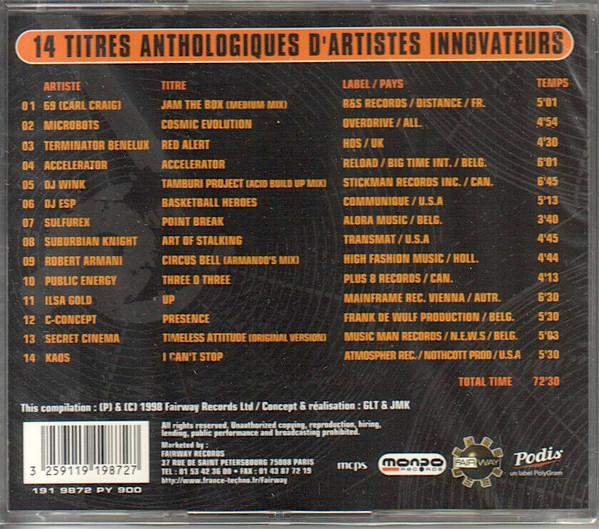 14 TITRES ANTHOLOGIQUES D'ARTISTES INNOVATEURS
ARTISTE TITRE LABEL / PAYS TEMPS
01 69 (CARL CRAIG) JAM THE BOX (MEDIUM MIX) R&S RECORDS / DISTANCE / FR. 5'01
02 MICROBOTS COSMIC EVOLUTION OVERDRIVE / ALL. 4'54
03 TERMINATOR BENELUX RED ALERT HOS / UK 4'30
04 ACCELERATOR ACCELERATOR RELOAD / BIG TIME INT. / BELG. 6'01
05 DJ WINK TAMBURI PROJECT (ACID BUILD UP MIX) STICKMAN RECORDS INC. / CAN. 6'45
06 DJ ESP BASKETBALL HEROES COMMUNIQUE / U.S.A 5'13
07 SULFUREX POINT BREAK ALORA MUSIC / BELG. 3'40
08 SUBURBIAN KNIGHT ART OF STALKING TRANSMAT / U.S.A 4'45
09 ROBERT ARMANI CIRCUS BELL (ARMANDO'S MIX) HIGH FASHION MUSIC / HOLL. 4'44
10 PUBLIC ENERGY THREE O THREE PLUS 8 RECORDS / CAN. 4'13
11 ILSA GOLD UP MAINFRAME REC. VIENNA / AUTR. 6'30
12 C-CONCEPT PRESENCE FRANK DE WULF PRODUCTION / BELG. 5'30
13 SECRET CINEMA TIMELESS ATTITUDE (ORIGINAL VERSION) MUSIC MAN RECORDS / N.E.W.S / BELG. 5'03
14 KAOS I CAN'T STOP ATMOSPHER REC. / NOTHCOTT PROD / U.S.A 5'30
TOTAL TIME 72'30
This compilation : (P) & (C) 1998 Fairway Records Ltd / Concept & réalisation : GLT & JMK
All rights reserved. Unauthorized copying, reproduction, hiring,
lending, public performance and broadcasting prohibited.
Marketed by :
FAIRWAY RECORDS
37 RUE DE SAINT PETERSBOURG 75008 PARIS
TEL : 01 53 42 36 00 • FAX : 01 43 87 72 19
http://www.france-techno.fr/Fairway
3 259119 198727
191 9872 PY 900
mcps
mondo
RECORDS
FAIRWAY
Podis
un label PolyGram